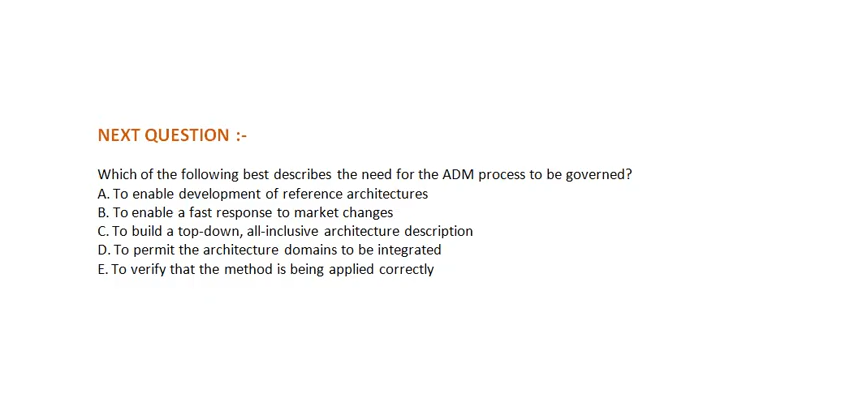 NEXT QUESTION :-
Which of the following best describes the need for the ADM process to be governed?
A. To enable development of reference architectures
B. To enable a fast response to market changes
C. To build a top-down, all-inclusive architecture description
D. To permit the architecture domains to be integrated
E. To verify that the method is being applied correctly